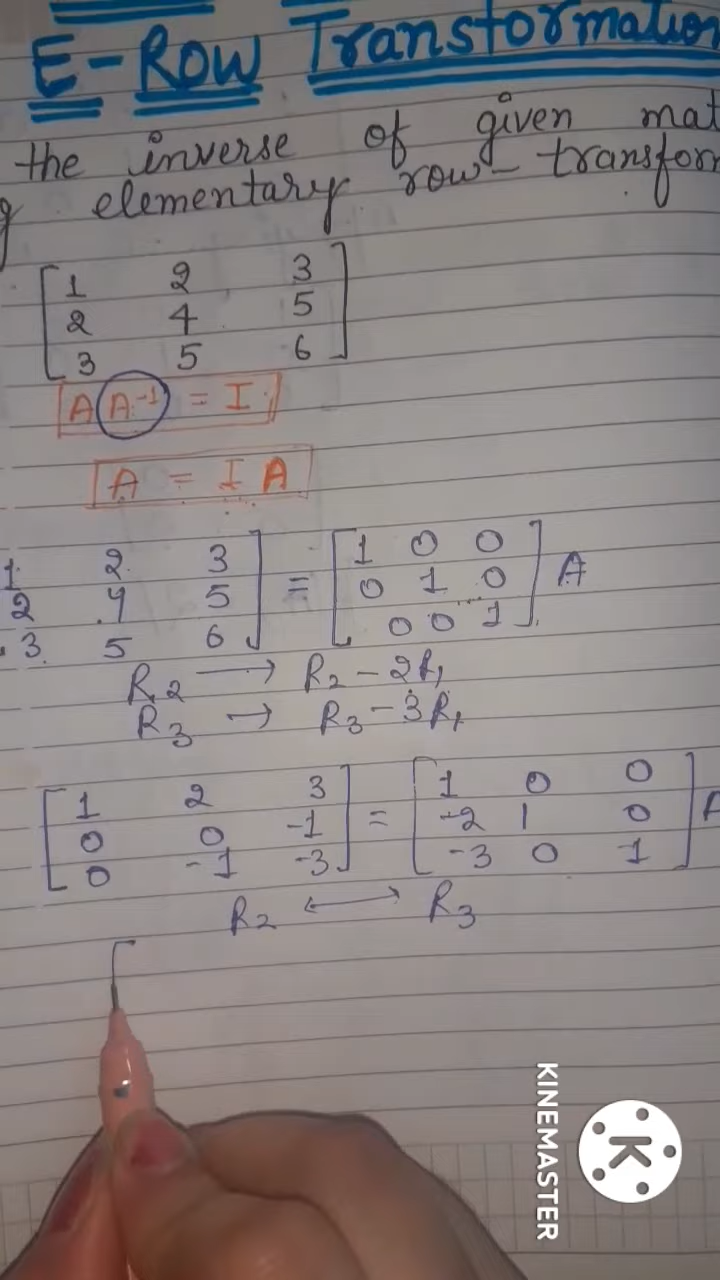 E-Row Transformation
the inverse of given mat
g elementary row-transform
[1 2 3
2 4 5
3 5 6]
A A⁻¹ = I
A = I A
1 2 3] = [1 0 0
2 4 5] = [0 1 0] A
3 5 6] [0 0 1]
R₂ → R₂ - 2R₁
R₃ → R₃ - 3R₁
[1 2 3] = [1 0 0
[0 0 -1] = [-2 1 0] A
[0 -1 -3] [-3 0 1]
R₂ ↔ R₃
KINEMASTER